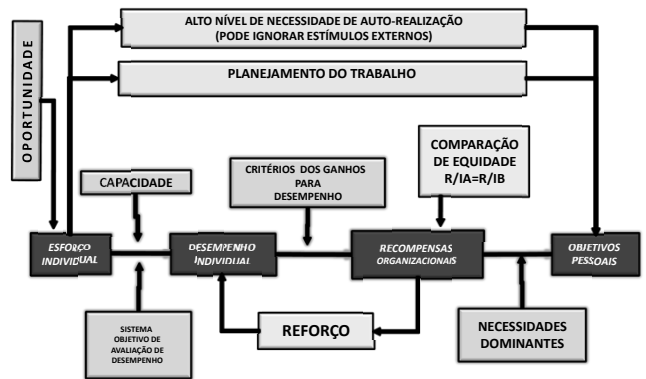 ALTO NÍVEL DE NECESSIDADE DE AUTO-REALIZAÇÃO
(PODE IGNORAR ESTÍMULOS EXTERNOS)
OPORTUNIDADE
PLANEJAMENTO DO TRABALHO
COMPARAÇÃO
DE EQUIDADE
R/IA=R/IB
CRITÉRIOS DOS GANHOS
PARA
DESEMPENHO
CAPACIDADE
ESFORÇO
INDIVIDUAL
DESEMPENHO
INDIVIDUAL
RECOMPENSAS
ORGANIZACIONAIS
OBJETIVOS
PESSOAIS
SISTEMA
OBJETIVO DE
AVALIAÇÃO DE
DESEMPENHO
REFORÇO
NECESSIDADES
DOMINANTES